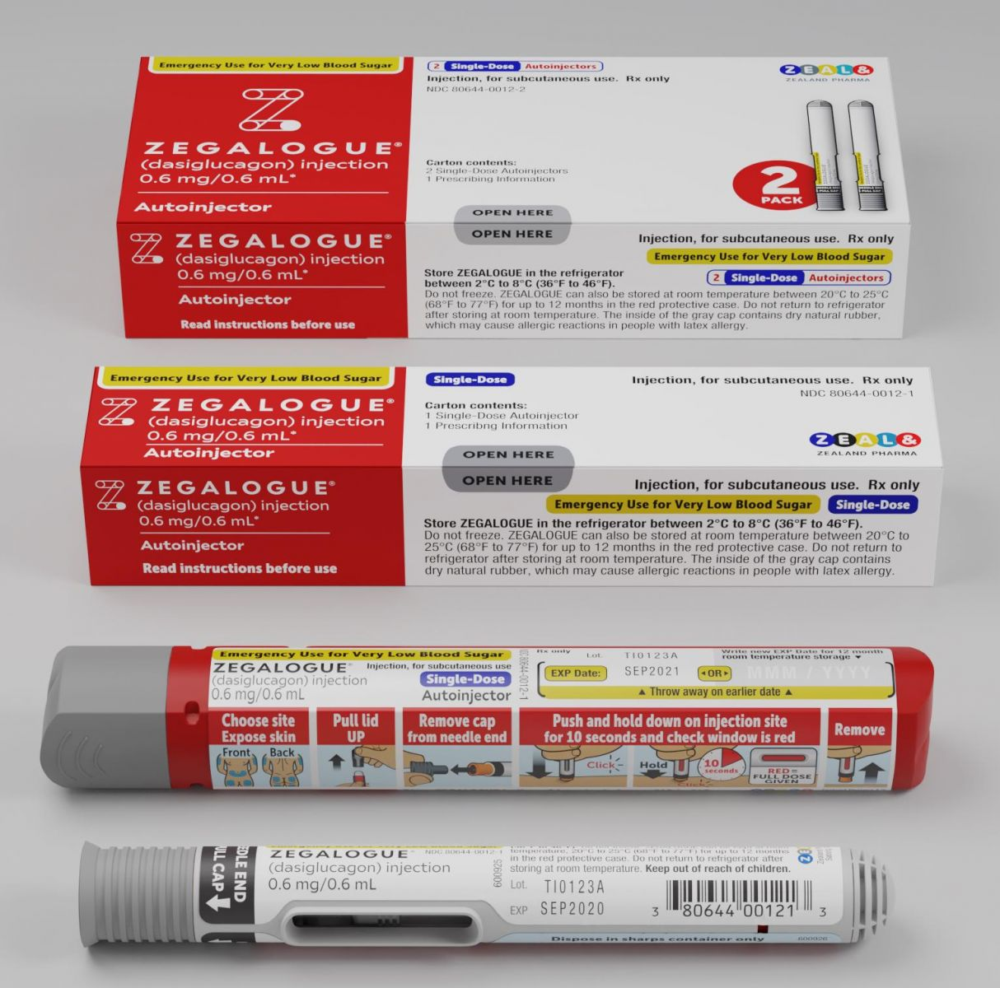 Emergency Use for Very Low Blood Sugar
ZEGALOGUE®
(dasiglucagon) injection
0.6 mg/0.6 mL*
Autoinjector
2 Single-Dose Autoinjectors
Injection, for subcutaneous use. Rx only
NDC 80644-0012-2
Carton contents:
2 Single-Dose Autoinjectors
1 Prescribing Information
OPEN HERE
ZEAL&
ZEALAND PHARMA
2
PACK
ZEGALOGUE®
(dasiglucagon) injection
0.6 mg/0.6 mL*
Autoinjector
Read instructions before use
OPEN HERE
Injection, for subcutaneous use. Rx only
Emergency Use for Very Low Blood Sugar
2 Single-Dose Autoinjectors
Store ZEGALOGUE in the refrigerator
between 2°C to 8°C (36°F to 46°F).
Do not freeze. ZEGALOGUE can also be stored at room temperature between 20°C to 25°C
(68°F to 77°F) for up to 12 months in the red protective case. Do not return to refrigerator
after storing at room temperature. The inside of the gray cap contains dry natural rubber,
which may cause allergic reactions in people with latex allergy.
Emergency Use for Very Low Blood Sugar
ZEGALOGUE®
(dasiglucagon) injection
0.6 mg/0.6 mL*
Autoinjector
Single-Dose
Injection, for subcutaneous use. Rx only
NDC 80644-0012-1
Carton contents:
1 Single-Dose Autoinjector
1 Prescribng Information
OPEN HERE
ZEAL&
ZEALAND PHARMA
ZEGALOGUE®
(dasiglucagon) injection
0.6 mg/0.6 mL*
Autoinjector
Read instructions before use
OPEN HERE
Injection, for subcutaneous use. Rx only
Emergency Use for Very Low Blood Sugar Single-Dose
Store ZEGALOGUE in the refrigerator between 2°C to 8°C (36°F to 46°F).
Do not freeze. ZEGALOGUE can also be stored at room temperature between 20°C to
25°C (68°F to 77°F) for up to 12 months in the red protective case. Do not return to
refrigerator after storing at room temperature. The inside of the gray cap contains
dry natural rubber, which may cause allergic reactions in people with latex allergy.
Emergency Use for Very Low Blood Sugar
ZEGALOGUE® Injection, for subcutaneous use
(dasiglucagon) injection Single-Dose
0.6 mg/0.6 mL Autoinjector
80644-0012-1
Rx only Lot. TI0123A
Write new EXP Date for 12 month
room temperature storage ▼
EXP Date: SEP2021 ◂OR▸ MMM / YYYY
▲ Throw away on earlier date ▲
Choose site
Expose skin
Front Back
Pull lid
UP
Remove cap
from needle end
Push and hold down on injection site
for 10 seconds and check window is red
Click
Hold
10
seconds
Click
RED =
FULL DOSE
GIVEN
Remove
NEEDLE END
PULL CAP
ZEGALOGUE® NDC 80644-0012-1
(dasiglucagon) injection
0.6 mg/0.6 mL
600925
temperature, 20°C to 25°C (68°F to 77°F) for up to 12 months
in the red protective case. Do not return to refrigerator after
storing at room temperature. Keep out of reach of children.
Lot. TI0123A
EXP SEP2020
3 80644 00121 3
Dispose in sharps container only
600926